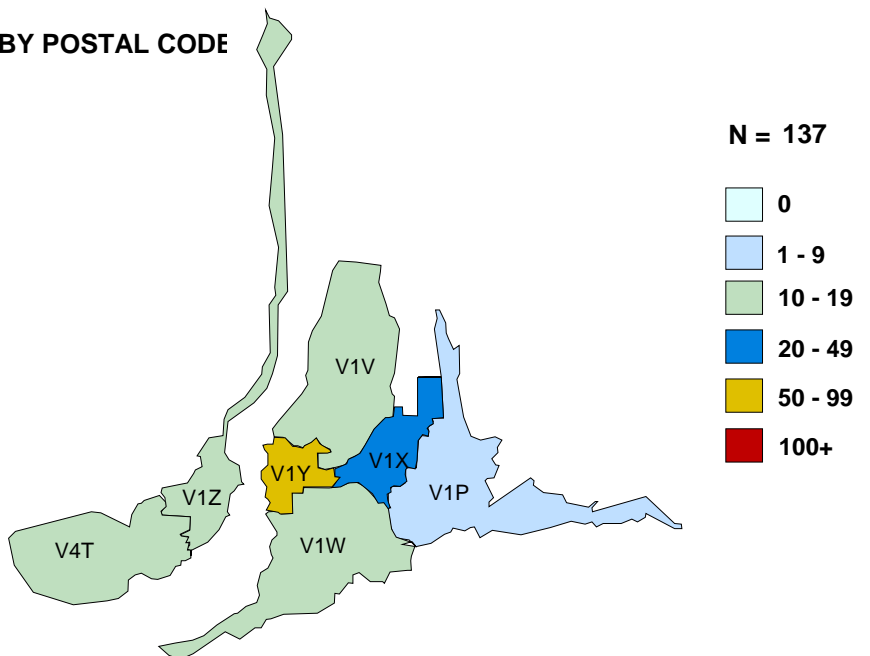 BY POSTAL CODE
N = 137
0
1 - 9
10 - 19
20 - 49
50 - 99
100+
V1V
V1X
V1Y
V1P
V1Z
V1W
V4T